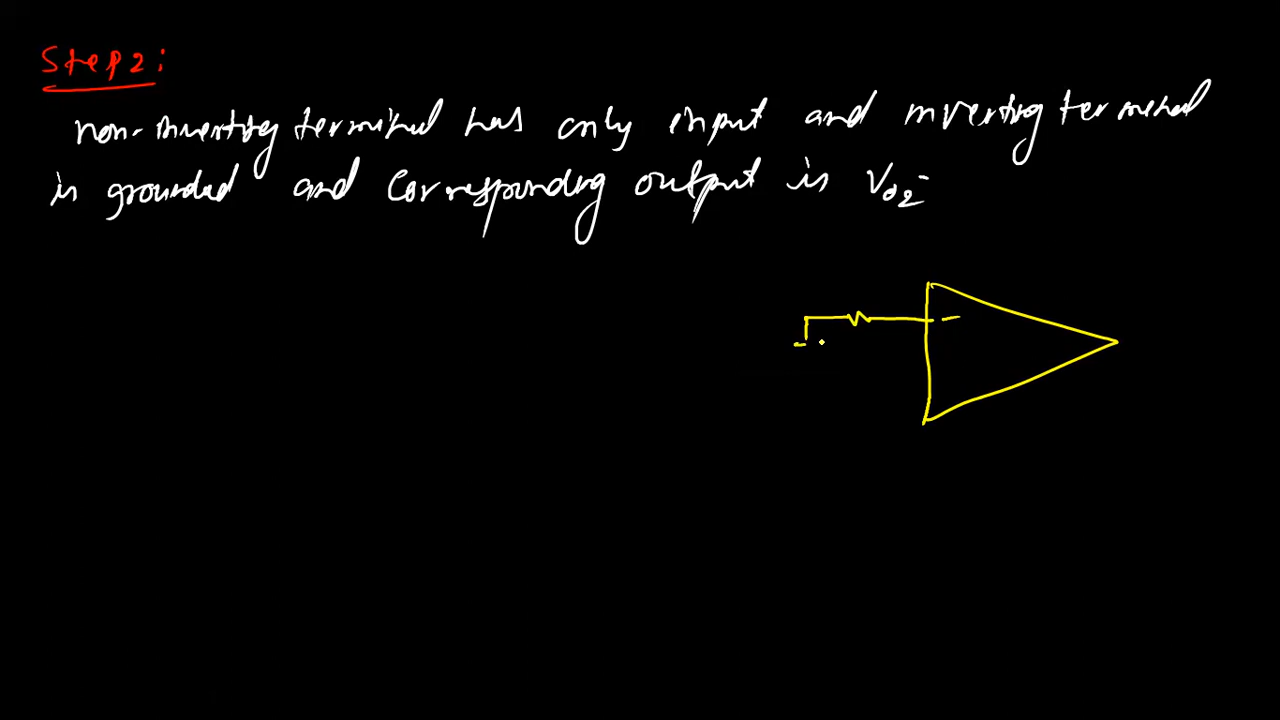 Step 2:
non-inverting terminal has only input and inverting terminal
is grounded and corresponding output is Vo2-
-